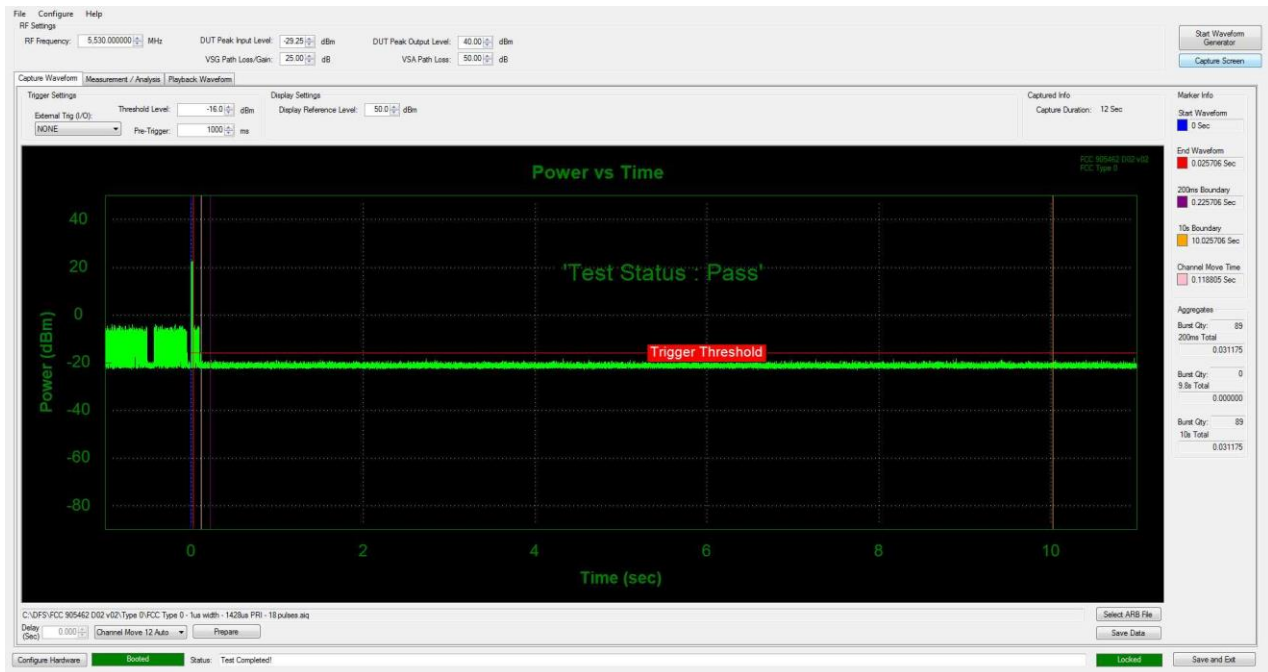 File Configure Help
RF Settings
RF Frequency: 5,530.000000 MHz DUT Peak Input Level: -29.25 dBm DUT Peak Output Level: 40.00 dBm
VSG Path Loss/Gain: 25.00 dB VSA Path Loss: 50.00 dB
Start Waveform Generator
Capture Screen
Capture Waveform Measurement / Analysis Playback Waveform
Trigger Settings
External Trig (I/O):
NONE
Threshold Level: -16.0 dBm
Pre-Trigger: 1000 ms
Display Settings
Display Reference Level: 50.0 dBm
Captured Info
Capture Duration: 12 Sec
Power vs Time
FCC 905462 D02 v02
FCC Type 0
'Test Status : Pass'
Trigger Threshold
Power (dBm)
40
20
0
-20
-40
-60
-80
0 2 4 6 8 10
Time (sec)
Marker Info
Start Waveform
0 Sec
End Waveform
0.025706 Sec
200ms Boundary
0.225706 Sec
10s Boundary
10.025706 Sec
Channel Move Time
0.118805 Sec
Aggregates
Burst Qty: 89
200ms Total
0.031175
Burst Qty: 0
9.8s Total
0.000000
Burst Qty: 89
10s Total
0.031175
C:\DFS\FCC 905462 D02 v02\Type 0\FCC Type 0 - 1us width - 1428us PRI - 18 pulses.aiq
Select ARB File
Delay (Sec) 0.000 Channel Move 12 Auto Prepare
Save Data
Configure Hardware Booted Status: Test Completed! Locked Save and Exit